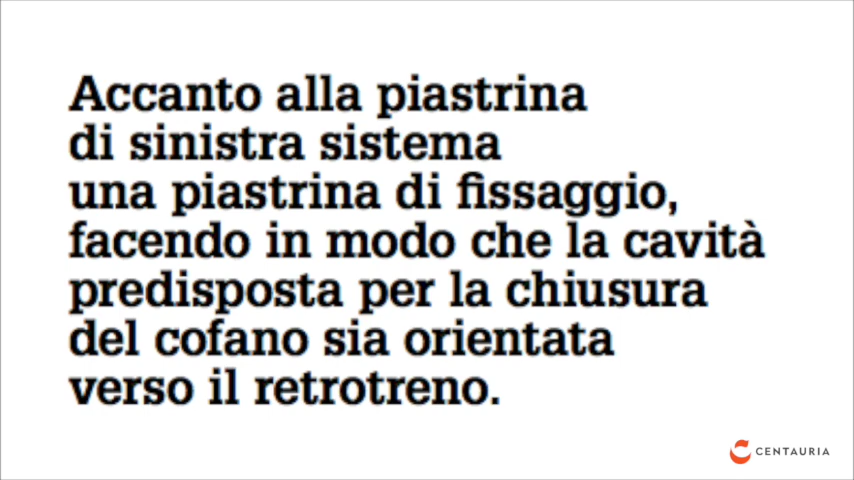 Accanto alla piastrina
di sinistra sistema
una piastrina di fissaggio,
facendo in modo che la cavità
predisposta per la chiusura
del cofano sia orientata
verso il retrotreno.
CENTAURIA